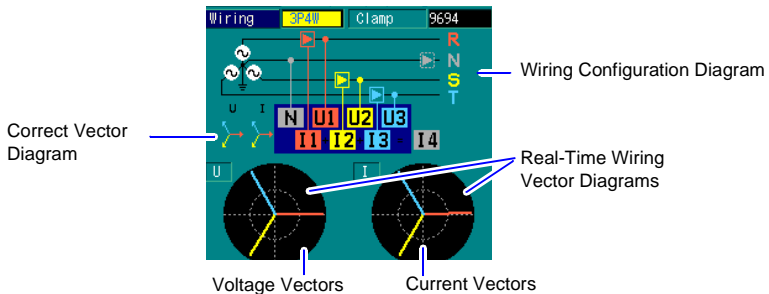 Wiring 3P4W Clamp 9694
R
N
S
T
Wiring Configuration Diagram
U I
N U1 U2 U3
I1 I2 I3 I4
Correct Vector
Diagram
Real-Time Wiring
Vector Diagrams
U I
Voltage Vectors Current Vectors